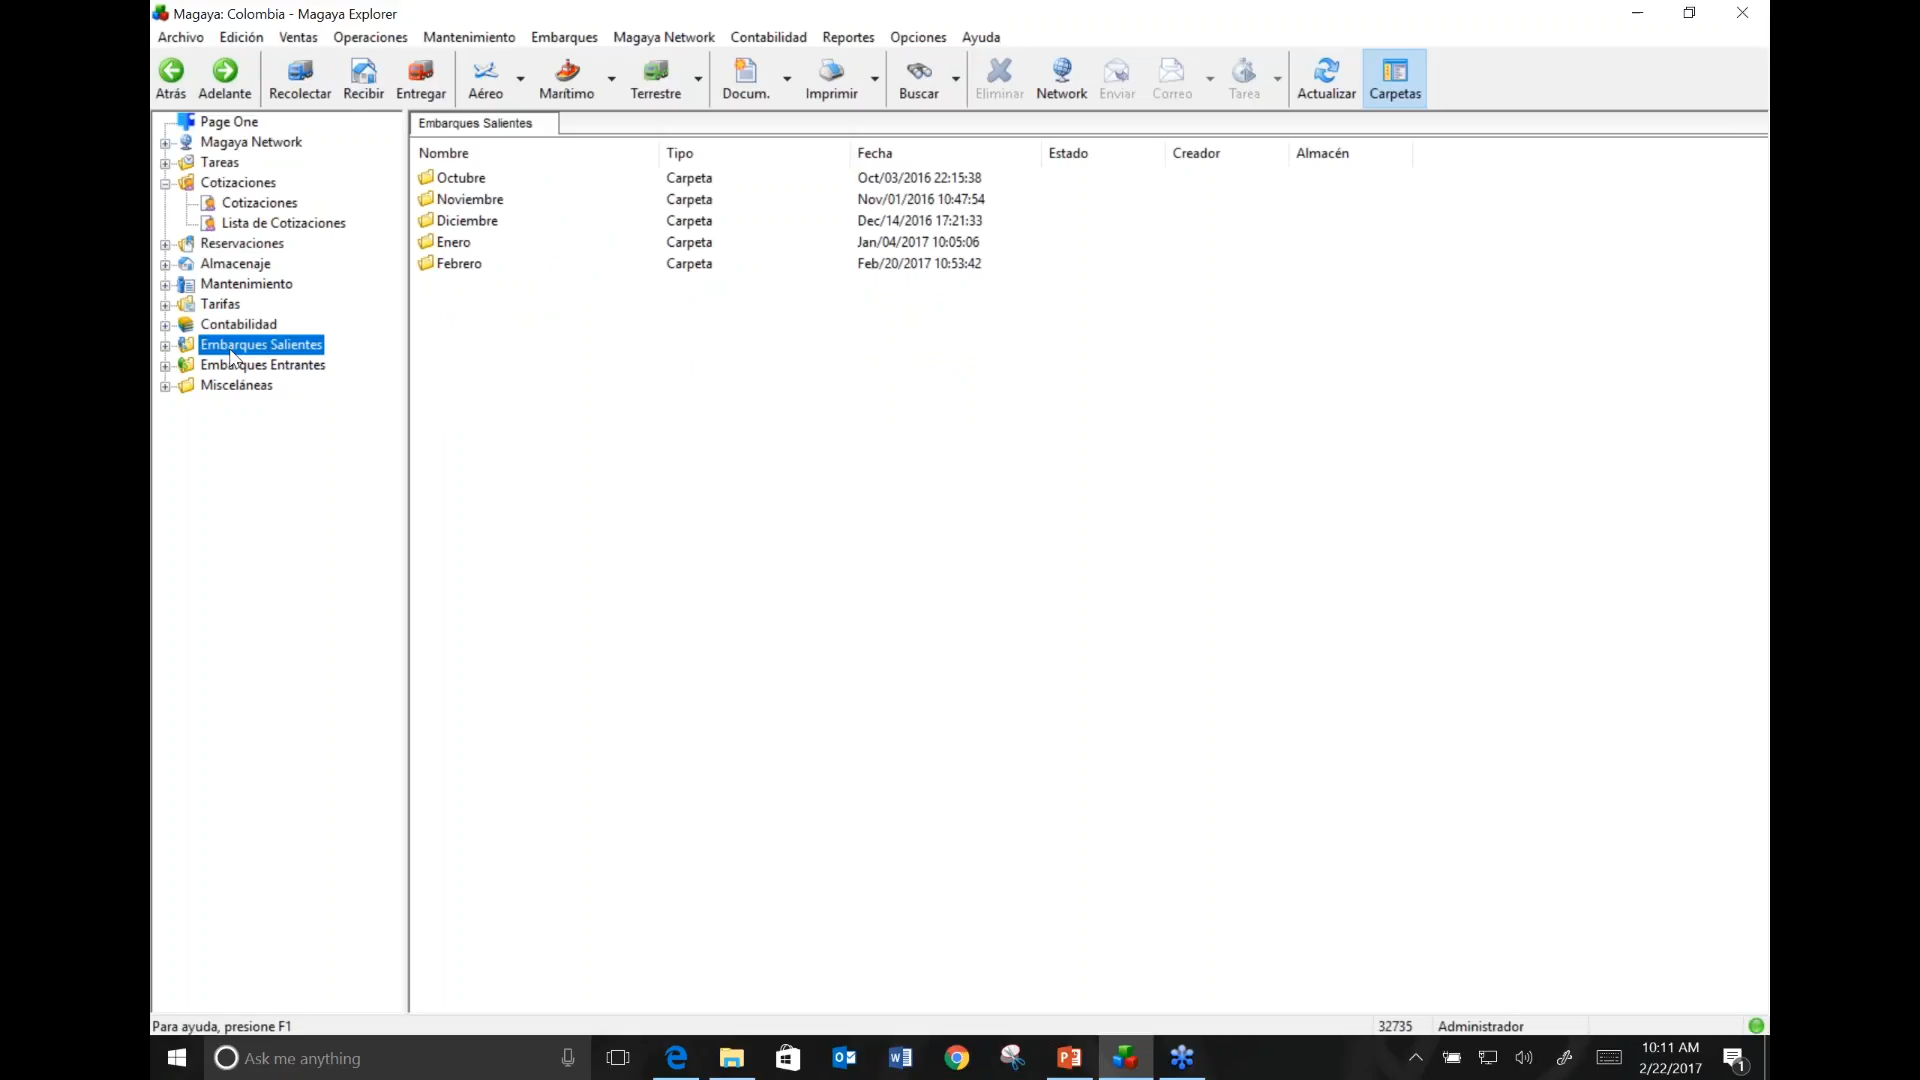 Magaya: Colombia - Magaya Explorer
Archivo Edición Ventas Operaciones Mantenimiento Embarques Magaya Network Contabilidad Reportes Opciones Ayuda
Atrás Adelante Recolectar Recibir Entregar Aéreo Marítimo Terrestre Docum. Imprimir Buscar Eliminar Network Enviar Correo Tarea Actualizar Carpetas
Page One
Magaya Network
Tareas
Cotizaciones
Cotizaciones
Lista de Cotizaciones
Reservaciones
Almacenaje
Mantenimiento
Tarifas
Contabilidad
Embarques Salientes
Embarques Entrantes
Misceláneas
Embarques Salientes
Nombre Tipo Fecha Estado Creador Almacén
Octubre Carpeta Oct/03/2016 22:15:38
Noviembre Carpeta Nov/01/2016 10:47:54
Diciembre Carpeta Dec/14/2016 17:21:33
Enero Carpeta Jan/04/2017 10:05:06
Febrero Carpeta Feb/20/2017 10:53:42
Para ayuda, presione F1 32735 Administrador
Ask me anything
10:11 AM
2/22/2017
1